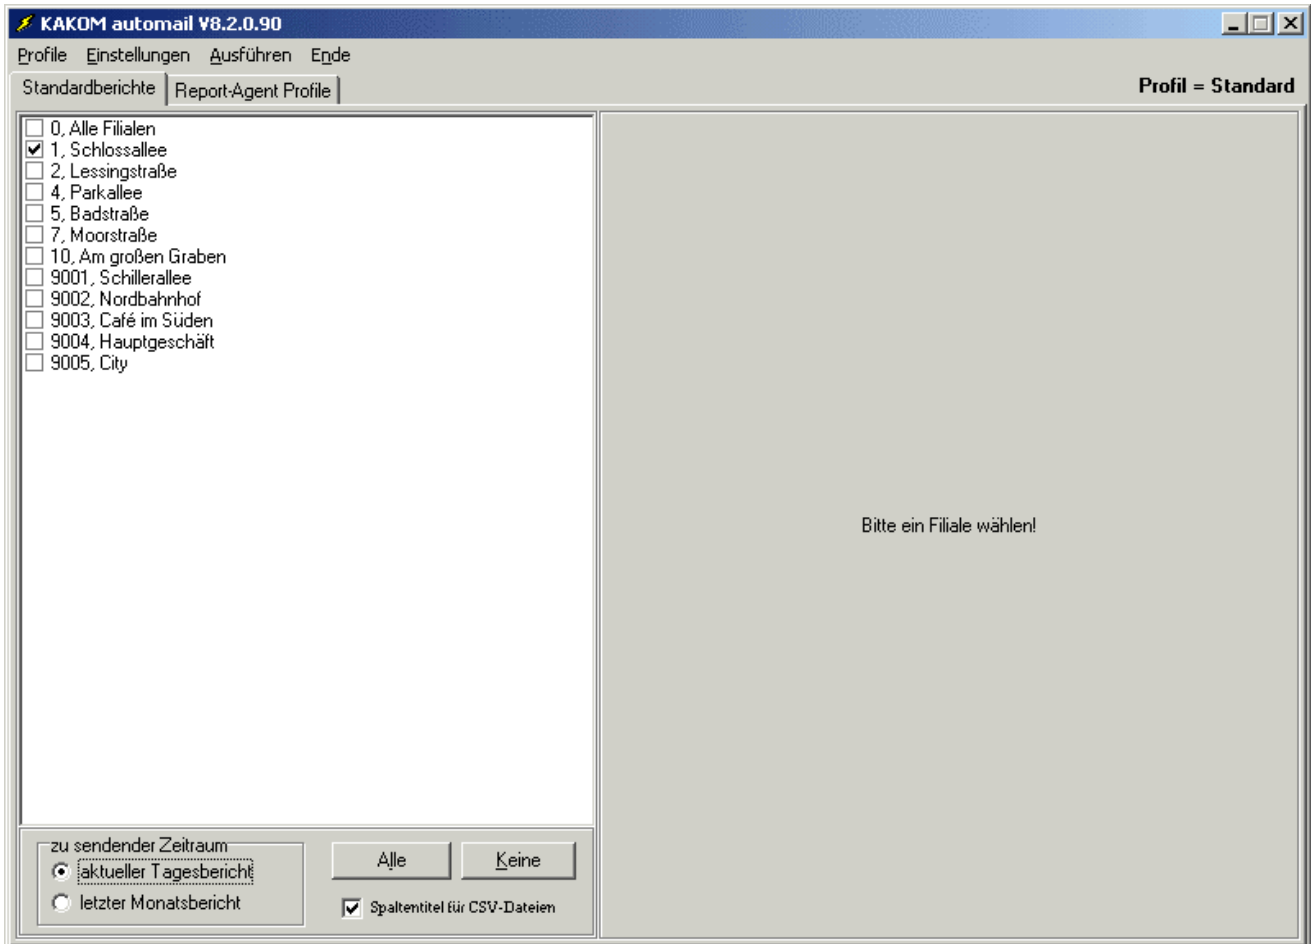 KAKOM automail V8.2.0.90
Profile Einstellungen Ausführen Ende
Standardberichte Report-Agent Profile Profil = Standard
0, Alle Filialen
1, Schlossallee
2, Lessingstraße
4, Parkallee
5, Badstraße
7, Moorstraße
10, Am großen Graben
9001, Schillerallee
9002, Nordbahnhof
9003, Café im Süden
9004, Hauptgeschäft
9005, City
Bitte ein Filiale wählen!
zu sendender Zeitraum
aktueller Tagesbericht
letzter Monatsbericht
Alle Keine
Spaltentitel für CSV-Dateien